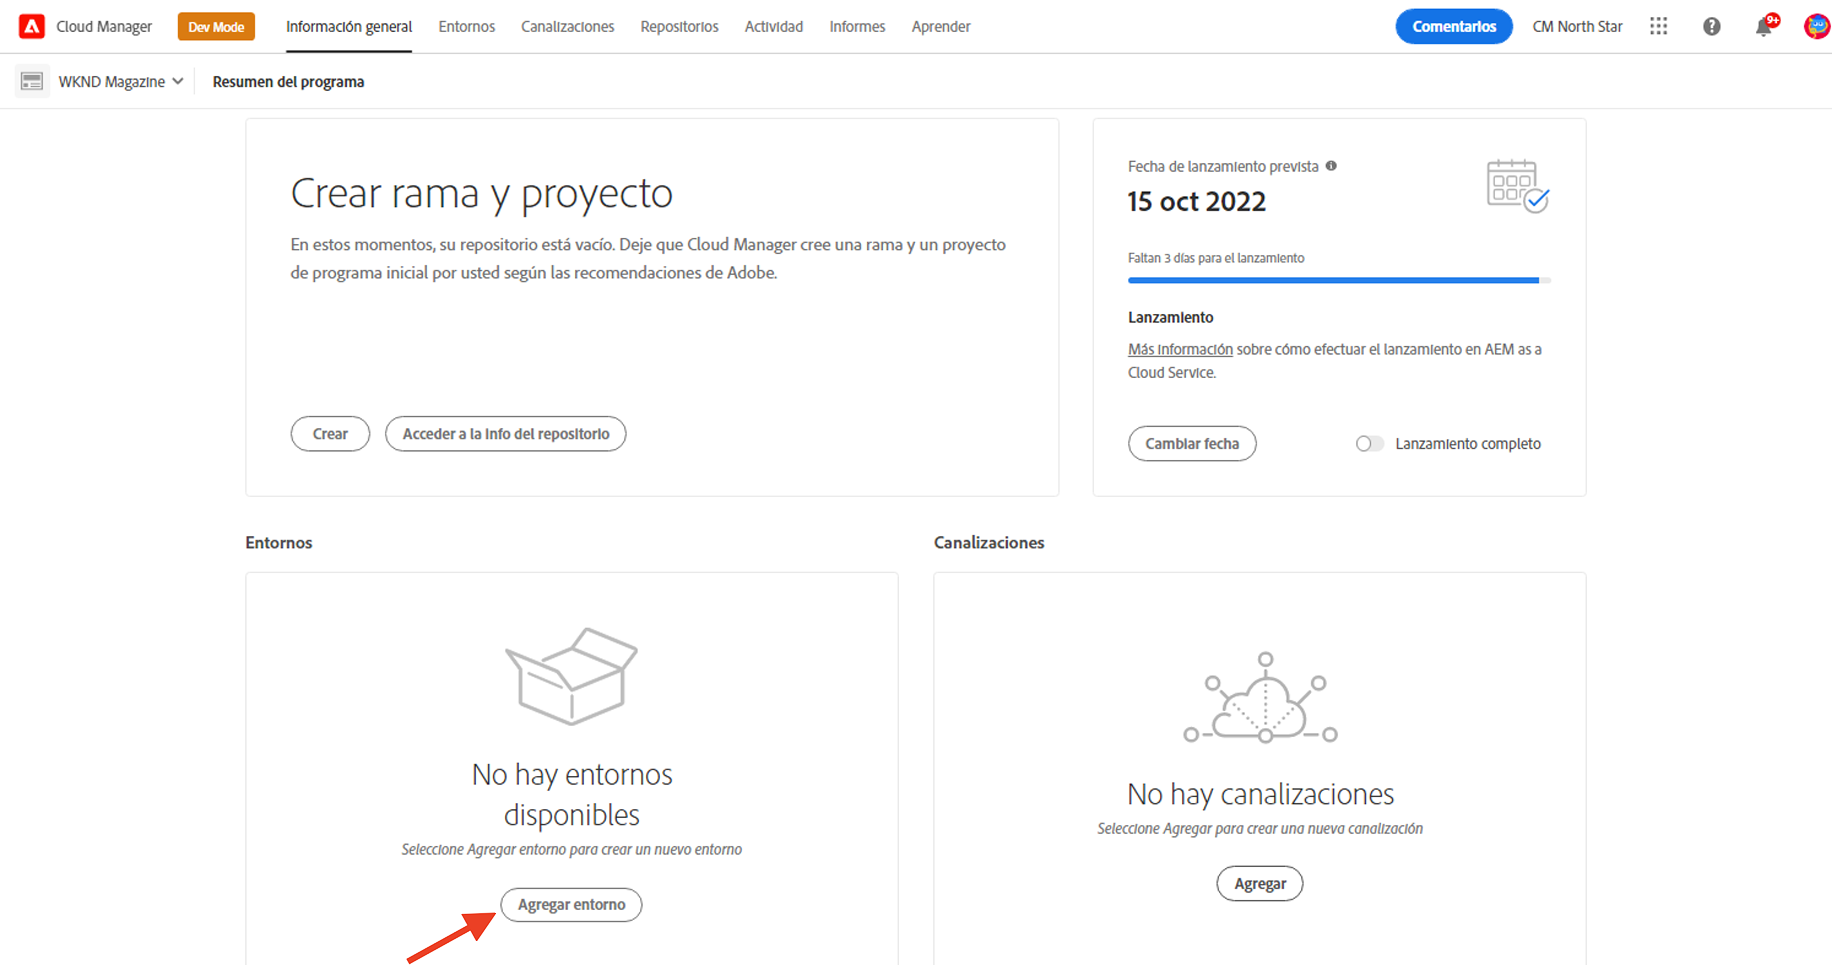 Cloud Manager
Dev Mode
Información general
Entornos
Canalizaciones
Repositorios
Actividad
Informes
Aprender
Comentarios
CM North Star
9+
WKND Magazine
Resumen del programa
Crear rama y proyecto
En estos momentos, su repositorio está vacío. Deje que Cloud Manager cree una rama y un proyecto
de programa inicial por usted según las recomendaciones de Adobe.
Crear
Acceder a la info del repositorio
Fecha de lanzamiento prevista
15 oct 2022
Faltan 3 días para el lanzamiento
Lanzamiento
Más información sobre cómo efectuar el lanzamiento en AEM as a
Cloud Service.
Cambiar fecha
Lanzamiento completo
Entornos
No hay entornos
disponibles
Seleccione Agregar entorno para crear un nuevo entorno
Agregar entorno
Canalizaciones
No hay canalizaciones
Seleccione Agregar para crear una nueva canalización
Agregar